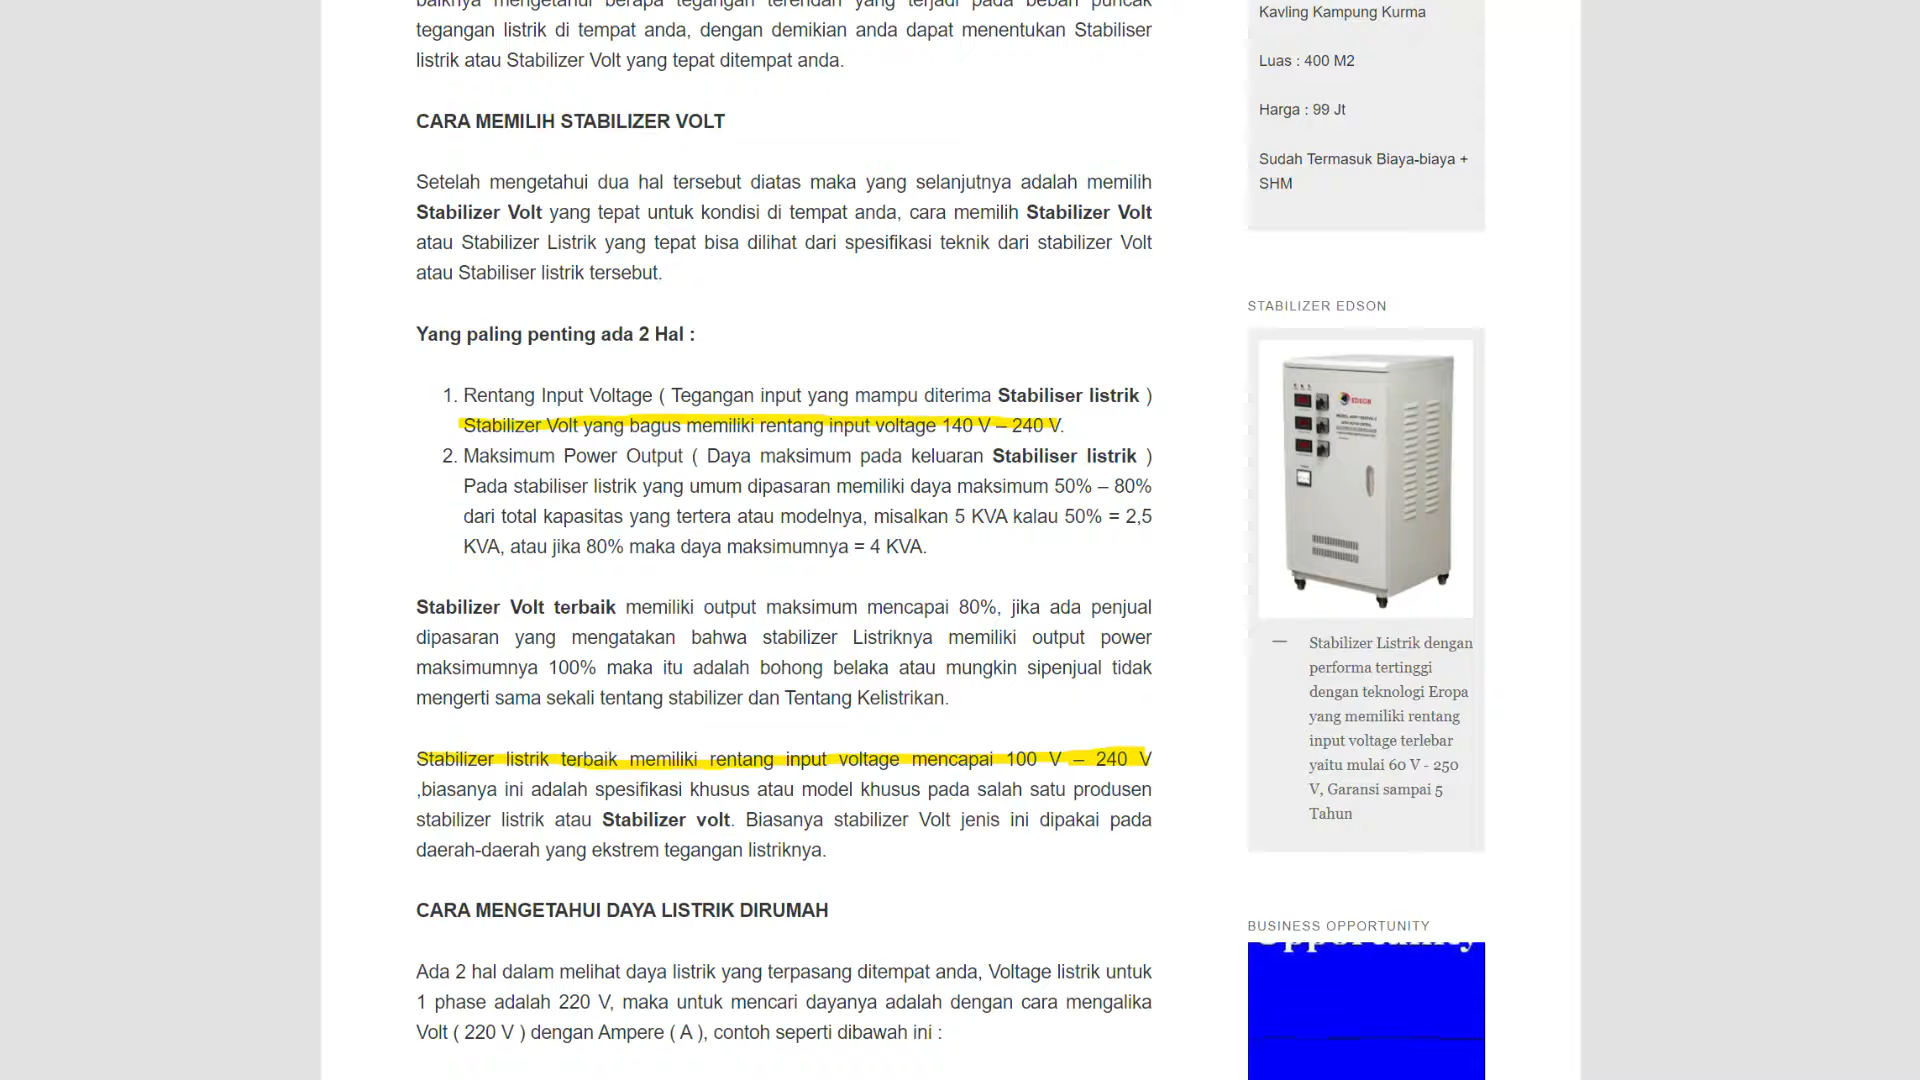 baiknya mengetahui berapa tegangan terendah yang terjadi pada beban puncak
tegangan listrik di tempat anda, dengan demikian anda dapat menentukan Stabiliser
listrik atau Stabilizer Volt yang tepat ditempat anda.
CARA MEMILIH STABILIZER VOLT
Setelah mengetahui dua hal tersebut diatas maka yang selanjutnya adalah memilih
Stabilizer Volt yang tepat untuk kondisi di tempat anda, cara memilih Stabilizer Volt
atau Stabilizer Listrik yang tepat bisa dilihat dari spesifikasi teknik dari stabilizer Volt
atau Stabiliser listrik tersebut.
Yang paling penting ada 2 Hal :
1. Rentang Input Voltage ( Tegangan input yang mampu diterima Stabiliser listrik )
Stabilizer Volt yang bagus memiliki rentang input voltage 140 V – 240 V.
2. Maksimum Power Output ( Daya maksimum pada keluaran Stabiliser listrik )
Pada stabiliser listrik yang umum dipasaran memiliki daya maksimum 50% – 80%
dari total kapasitas yang tertera atau modelnya, misalkan 5 KVA kalau 50% = 2,5
KVA, atau jika 80% maka daya maksimumnya = 4 KVA.
Stabilizer Volt terbaik memiliki output maksimum mencapai 80%, jika ada penjual
dipasaran yang mengatakan bahwa stabilizer Listriknya memiliki output power
maksimumnya 100% maka itu adalah bohong belaka atau mungkin sipenjual tidak
mengerti sama sekali tentang stabilizer dan Tentang Kelistrikan.
Stabilizer listrik terbaik memiliki rentang input voltage mencapai 100 V – 240 V
,biasanya ini adalah spesifikasi khusus atau model khusus pada salah satu produsen
stabilizer listrik atau Stabilizer volt. Biasanya stabilizer Volt jenis ini dipakai pada
daerah-daerah yang ekstrem tegangan listriknya.
CARA MENGETAHUI DAYA LISTRIK DIRUMAH
Ada 2 hal dalam melihat daya listrik yang terpasang ditempat anda, Voltage listrik untuk
1 phase adalah 220 V, maka untuk mencari dayanya adalah dengan cara mengalika
Volt ( 220 V ) dengan Ampere ( A ), contoh seperti dibawah ini :
Kavling Kampung Kurma
Luas : 400 M2
Harga : 99 Jt
Sudah Termasuk Biaya-biaya +
SHM
STABILIZER EDSON
EDSON
— Stabilizer Listrik dengan
performa tertinggi
dengan teknologi Eropa
yang memiliki rentang
input voltage terlebar
yaitu mulai 60 V - 250
V, Garansi sampai 5
Tahun
BUSINESS OPPORTUNITY
Opportunity